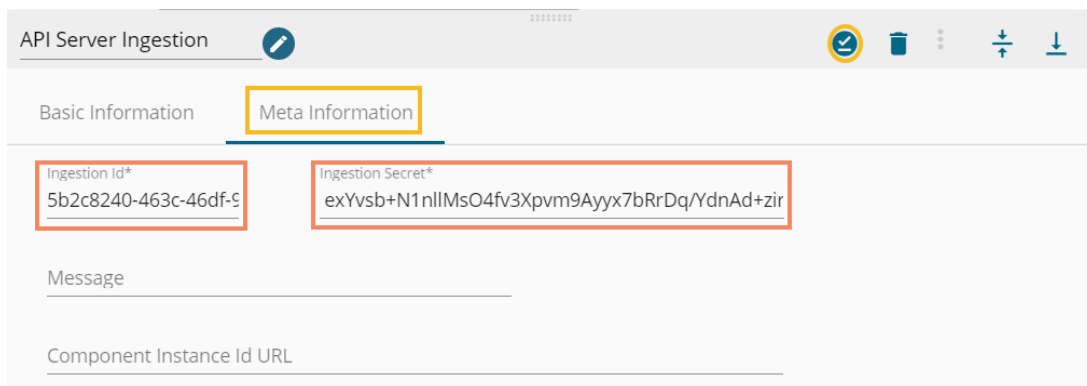 API Server Ingestion
Basic Information Meta Information
Ingestion Id* Ingestion Secret*
5b2c8240-463c-46df-9 exYvsb+N1nllMsO4fv3Xpvm9Ayyx7bRrDq/YdnAd+zir
Message
Component Instance Id URL